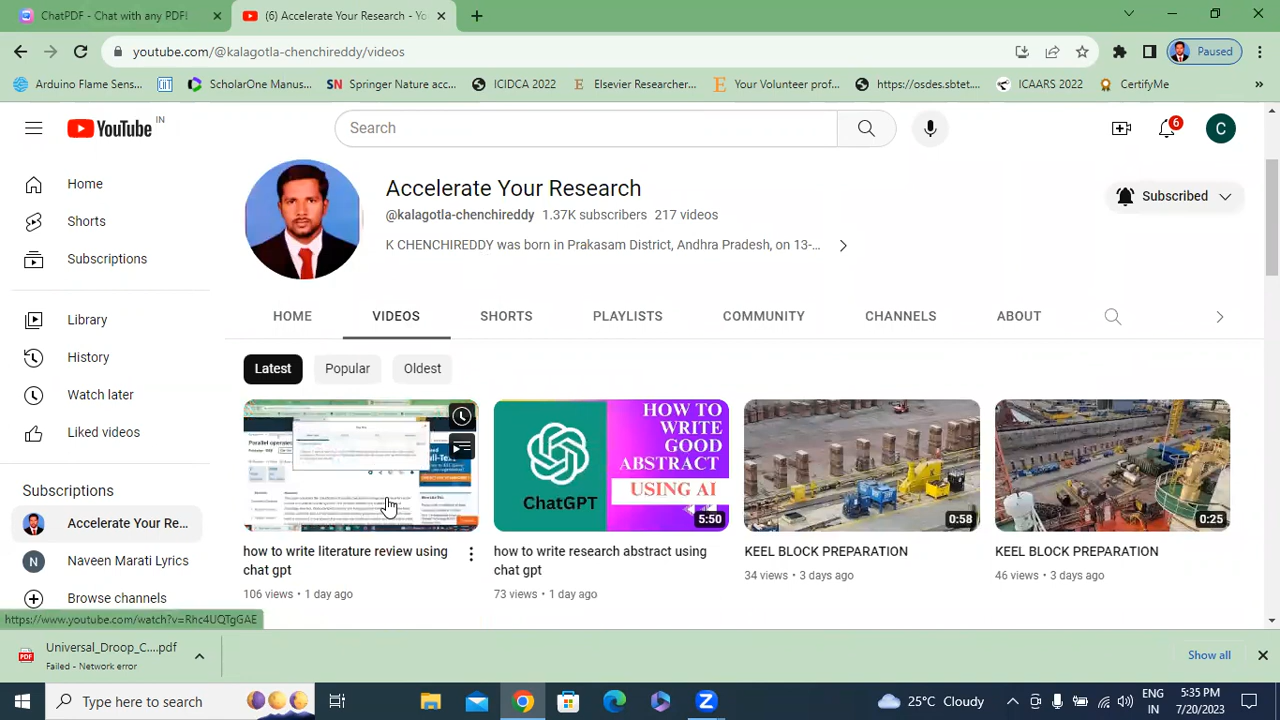 ChatPDF - Chat with any PDF!
(6) Accelerate Your Research - Yo
youtube.com/@kalagotla-chenchireddy/videos
Paused
Arduino Flame Sens...
ScholarOne Manus...
SN Springer Nature acc...
ICIDCA 2022
E Elsevier Researcher...
E Your Volunteer prof...
https://osdes.sbtet....
ICAARS 2022
CertifyMe
»
YouTube IN
Search
6
C
Home
Shorts
Subscriptions
Library
History
Watch later
Liked videos
Subscriptions
Accelerate Your Re...
N Naveen Marati Lyrics
Browse channels
Accelerate Your Research
@kalagotla-chenchireddy 1.37K subscribers 217 videos
K CHENCHIREDDY was born in Prakasam District, Andhra Pradesh, on 13-...
Subscribed
HOME VIDEOS SHORTS PLAYLISTS COMMUNITY CHANNELS ABOUT
Latest Popular Oldest
ChatGPT
HOW TO
WRITE
GOOD
ABSTRACT
USING AI
5:50
0:58
0:25
how to write literature review using
chat gpt
106 views • 1 day ago
how to write research abstract using
chat gpt
73 views • 1 day ago
KEEL BLOCK PREPARATION
34 views • 3 days ago
KEEL BLOCK PREPARATION
46 views • 3 days ago
https://www.youtube.com/watch?v=Rhc4UQTgGAE
Universal_Droop_C....pdf
Failed - Network error
Show all
Type here to search
25°C Cloudy
ENG
IN
5:35 PM
7/20/2023